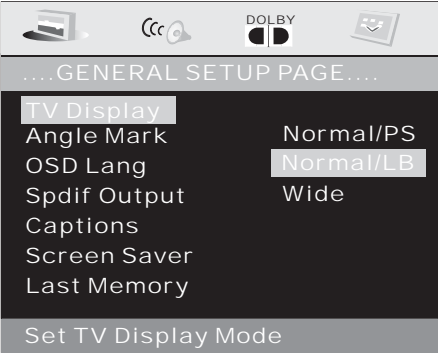 DOLBY
....GENERAL SETUP PAGE....
TV Display
Angle Mark
Normal/PS
OSD Lang
Normal/LB
Spdif Output
Wide
Captions
Screen Saver
Last Memory
Set TV Display Mode